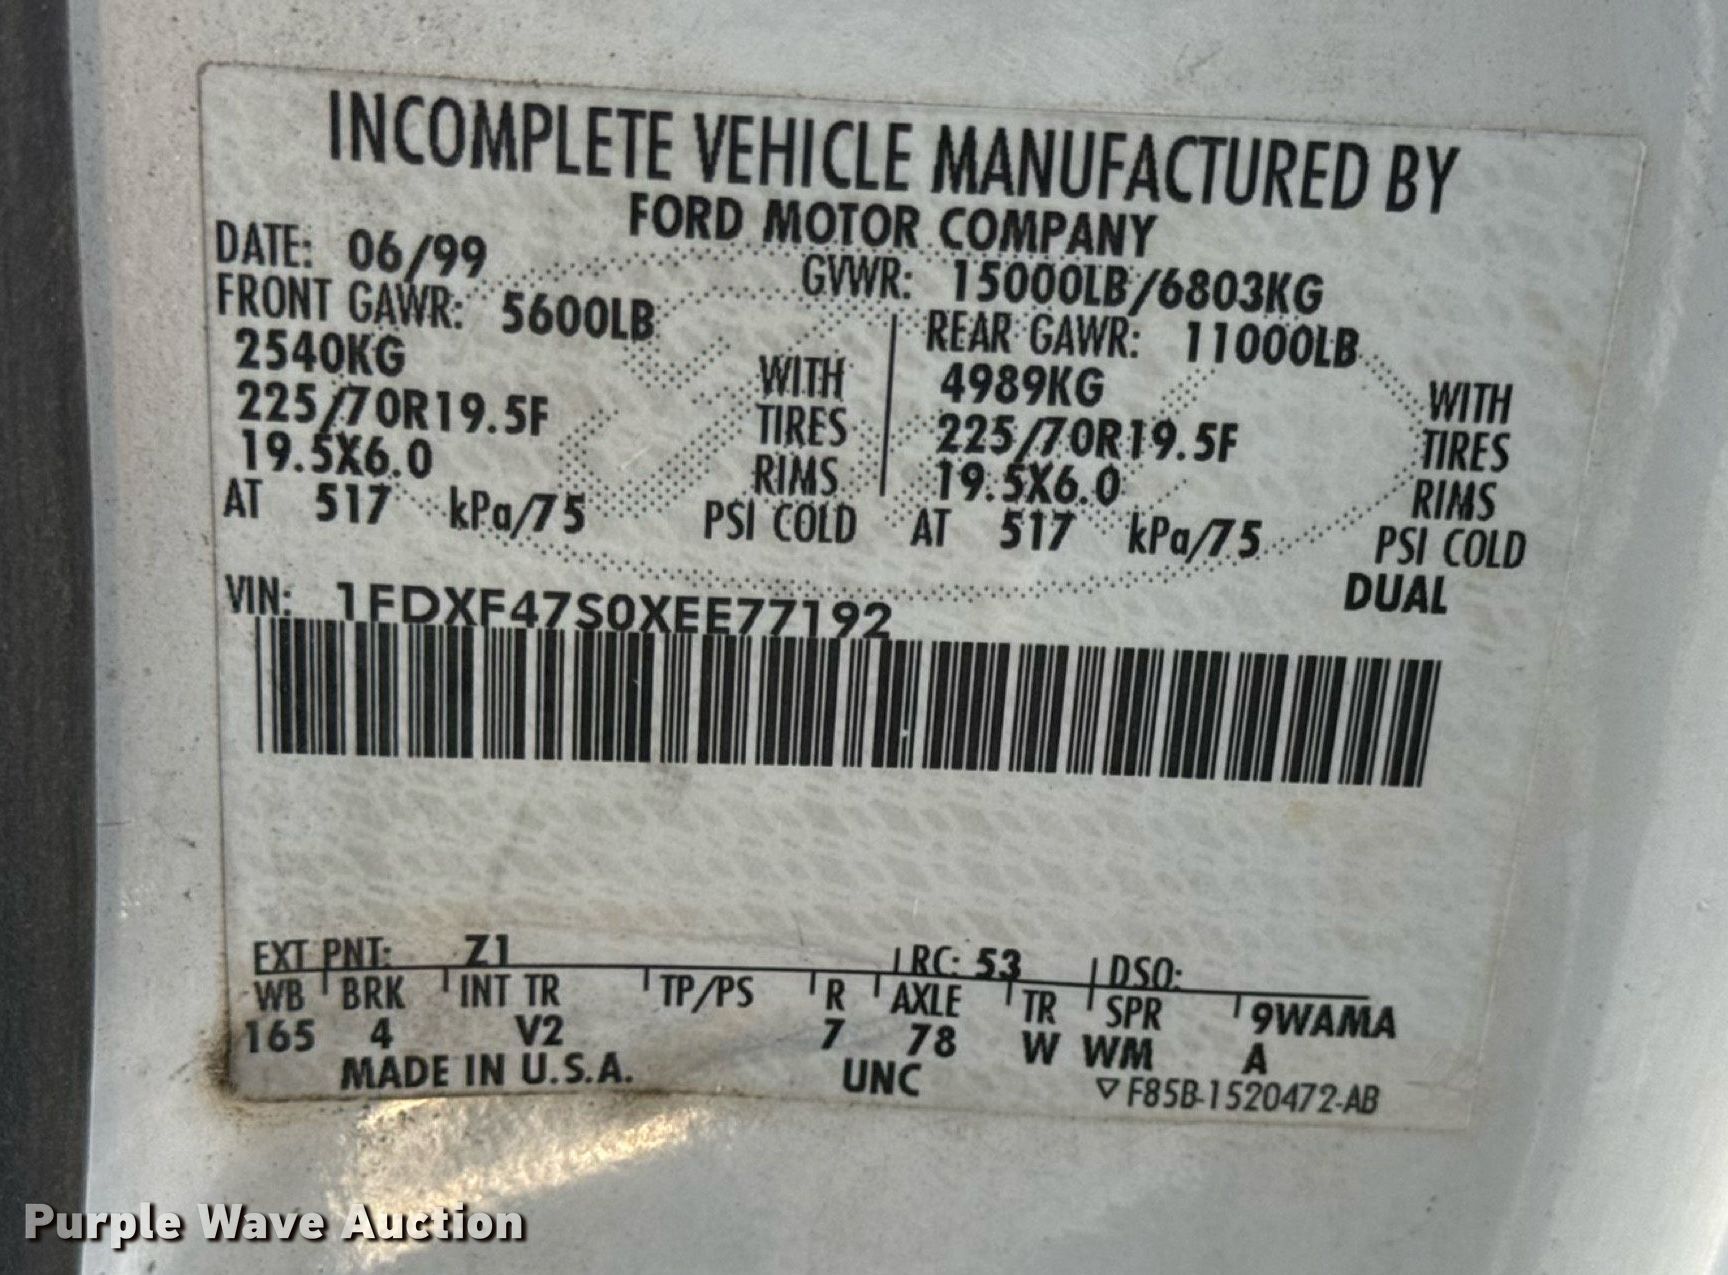 INCOMPLETE VEHICLE MANUFACTURED BY
FORD MOTOR COMPANY
DATE: 06/99 GVWR: 15000LB/6803KG
FRONT GAWR: 5600LB REAR GAWR: 11000LB
2540KG WITH 4989KG WITH
225/70R19.5F TIRES 225/70R19.5F TIRES
19.5X6.0 RIMS 19.5X6.0 RIMS
AT 517 kPa/75 PSI COLD AT 517 kPa/75 PSI COLD
DUAL
VIN: 1FDXF47S0XEE77192
EXT PNT: Z1 RC: 53 DSO:
WB BRK INT TR TP/PS R AXLE TR SPR 9WAMA
165 4 V2 7 78 W WM A
MADE IN U.S.A. UNC
▽ F85B-1520472-AB
Purple Wave Auction